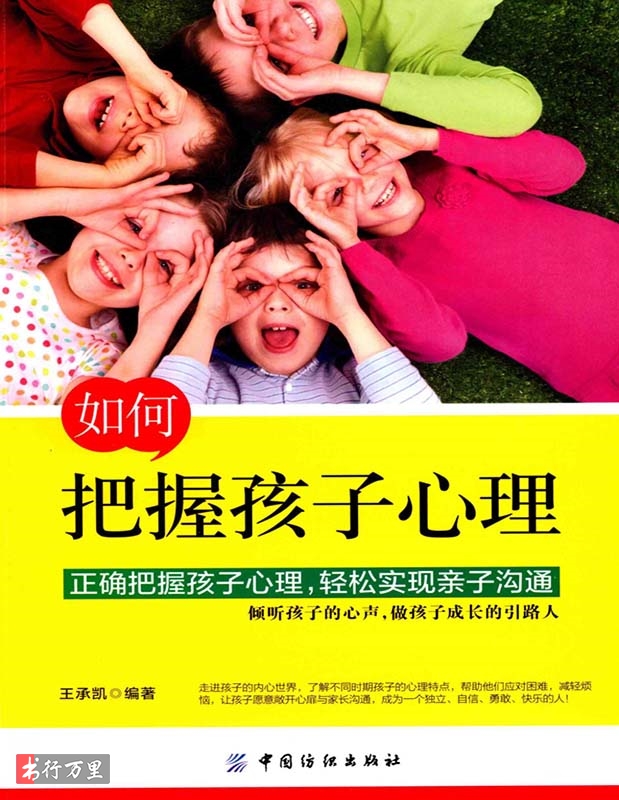 如何
把握孩子心理
正确把握孩子心理，轻松实现亲子沟通
倾听孩子的心声，做孩子成长的引路人
王承凯◎编著
走进孩子的内心世界，了解不同时期孩子的心理特点，帮助他们应对困难，减轻烦
恼，让孩子愿意敞开心扉与家长沟通，成为一个独立、自信、勇敢、快乐的人！
中国纺织出版社
书行万里